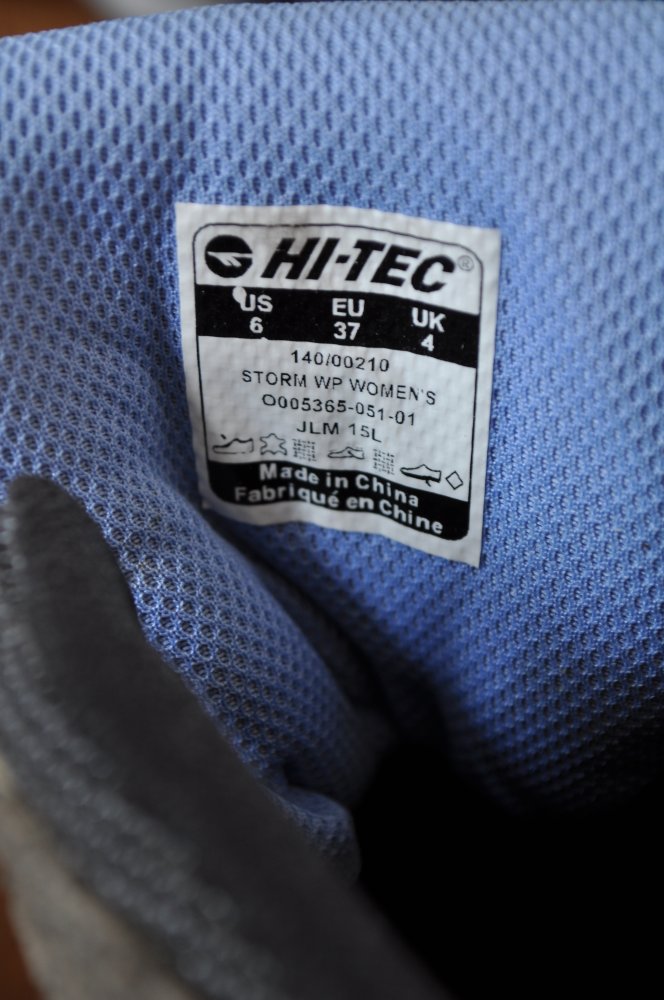 HI-TEC®
US EU UK
6 37 4
140/00210
STORM WP WOMEN'S
O005365-051-01
JLM 15L
Made in China
Fabriqué en Chine